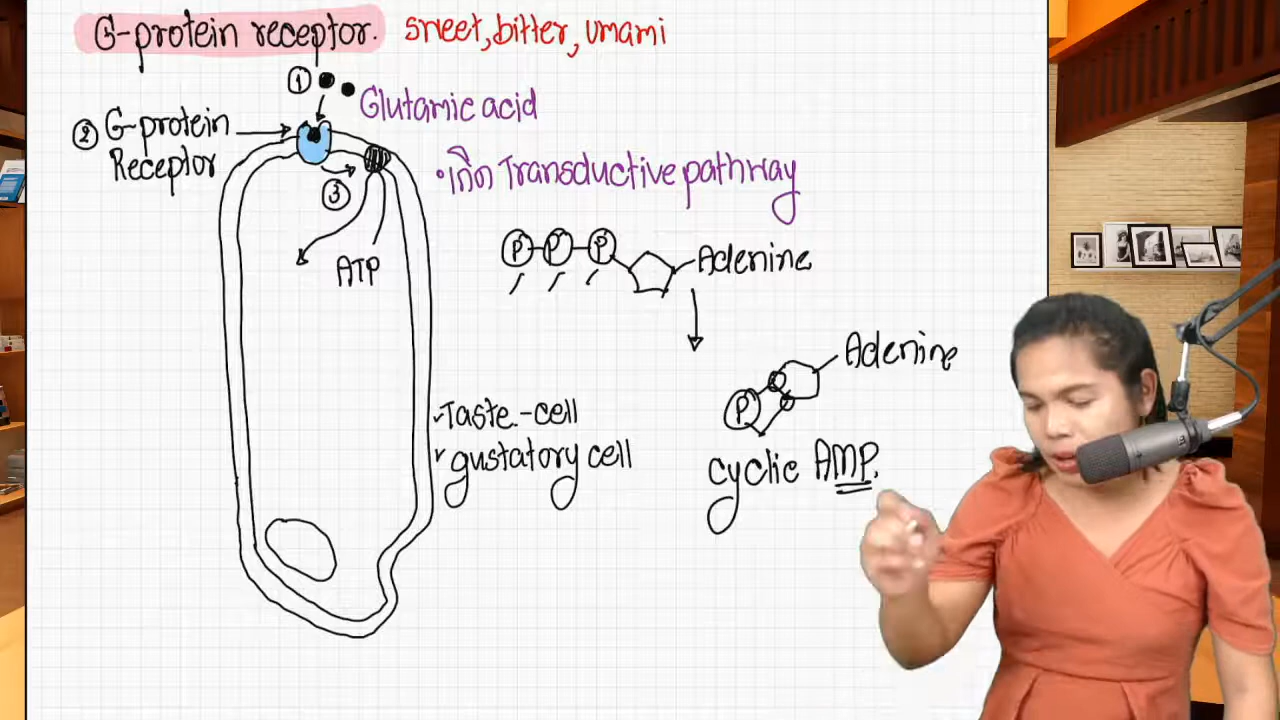 G-protein receptor. sweet, bitter, umami
①
Glutamic acid
② G-protein
Receptor
③
•เกิด Transductive pathway
P-P-P
Adenine
ATP
Adenine
P
✓Taste-cell
✓gustatory cell
cyclic AMP.